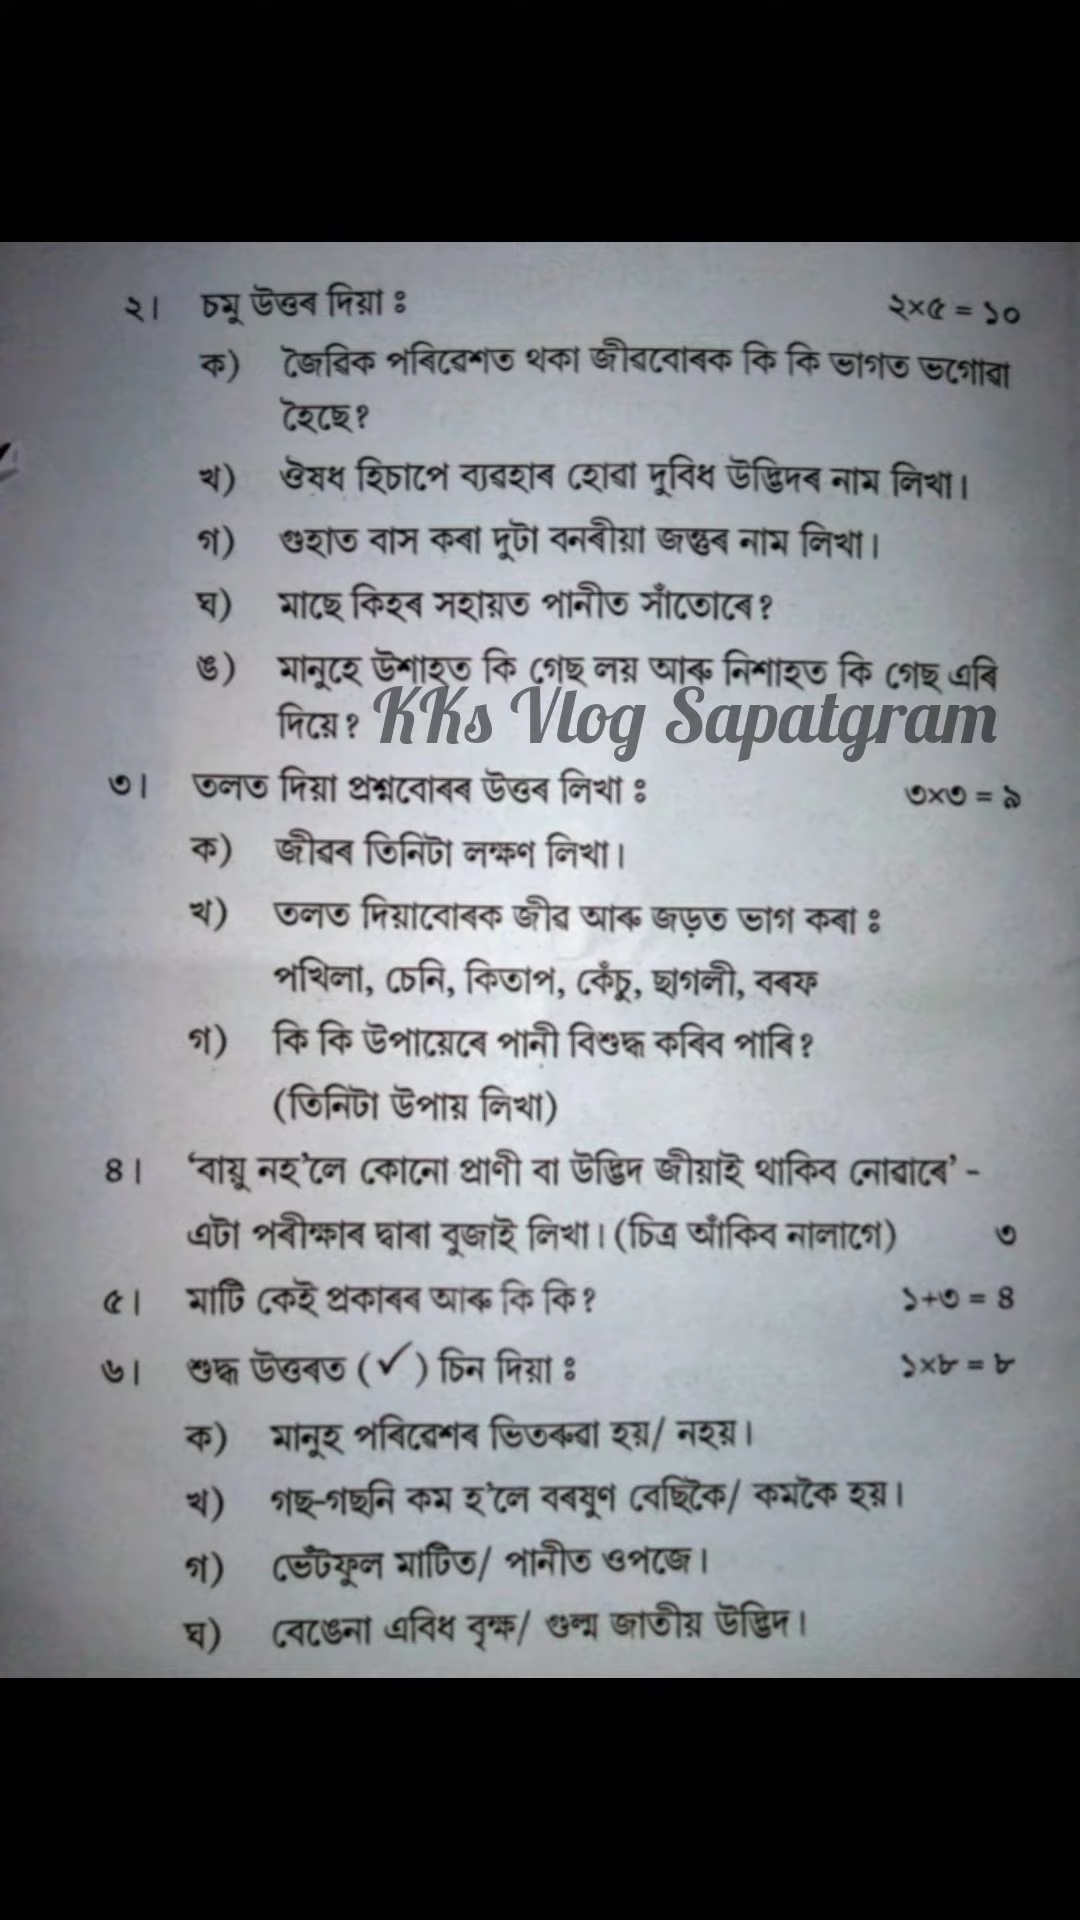 ২। চমু উত্তৰ দিয়া ঃ ২×৫ = ১০
ক) জৈৱিক পৰিৱেশত থকা জীৱবোৰক কি কি ভাগত ভগোৱা
হৈছে?
খ) ঔষধ হিচাপে ব্যৱহাৰ হোৱা দুবিধ উদ্ভিদৰ নাম লিখা।
গ) গুহাত বাস কৰা দুটা বনৰীয়া জন্তুৰ নাম লিখা।
ঘ) মাছে কিহৰ সহায়ত পানীত সাঁতোৰে?
ঙ) মানুহে উশাহত কি গেছ লয় আৰু নিশাহত কি গেছ এৰি
দিয়ে? KKs Vlog Sapatgram
৩। তলত দিয়া প্ৰশ্নবোৰৰ উত্তৰ লিখা ঃ ৩×৩ = ৯
ক) জীৱৰ তিনিটা লক্ষণ লিখা।
খ) তলত দিয়াবোৰক জীৱ আৰু জড়ত ভাগ কৰা ঃ
পখিলা, চেনি, কিতাপ, কেঁচু, ছাগলী, বৰফ
গ) কি কি উপায়েৰে পানী বিশুদ্ধ কৰিব পাৰি?
(তিনিটা উপায় লিখা)
৪। ‘বায়ু নহ’লে কোনো প্ৰাণী বা উদ্ভিদ জীয়াই থাকিব নোৱাৰে’ -
এটা পৰীক্ষাৰ দ্বাৰা বুজাই লিখা। (চিত্ৰ আঁকিব নালাগে) ৩
৫। মাটি কেই প্ৰকাৰৰ আৰু কি কি? ১+৩ = ৪
৬। শুদ্ধ উত্তৰত (✓) চিন দিয়া ঃ ১×৮ = ৮
ক) মানুহ পৰিৱেশৰ ভিতৰুৱা হয়/ নহয়।
খ) গছ-গছনি কম হ’লে বৰষুণ বেছিকৈ/ কমকৈ হয়।
গ) ভেঁটফুল মাটিত/ পানীত ওপজে।
ঘ) বেঙেনা এবিধ বৃক্ষ/ গুল্ম জাতীয় উদ্ভিদ।